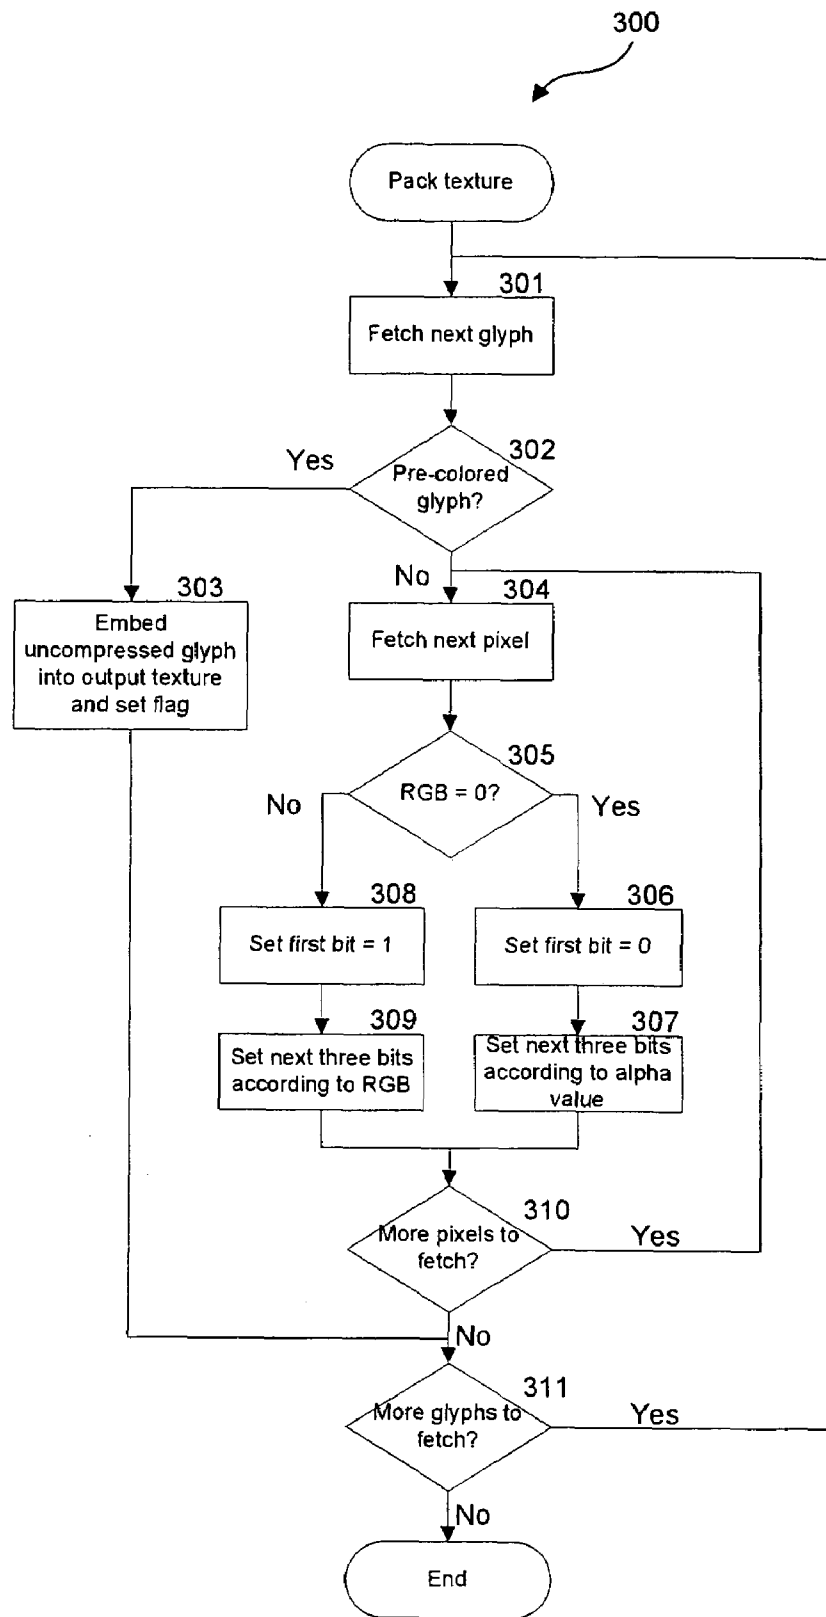 300
Pack texture
301
Fetch next glyph
302
Yes
Pre-colored
glyph?
No
303
Embed
uncompressed glyph
into output texture
and set flag
304
Fetch next pixel
305
No
RGB = 0?
Yes
308
Set first bit = 1
306
Set first bit = 0
309
Set next three bits
according to RGB
307
Set next three bits
according to alpha
value
310
More pixels to
fetch?
Yes
No
311
More glyphs to
fetch?
Yes
No
End